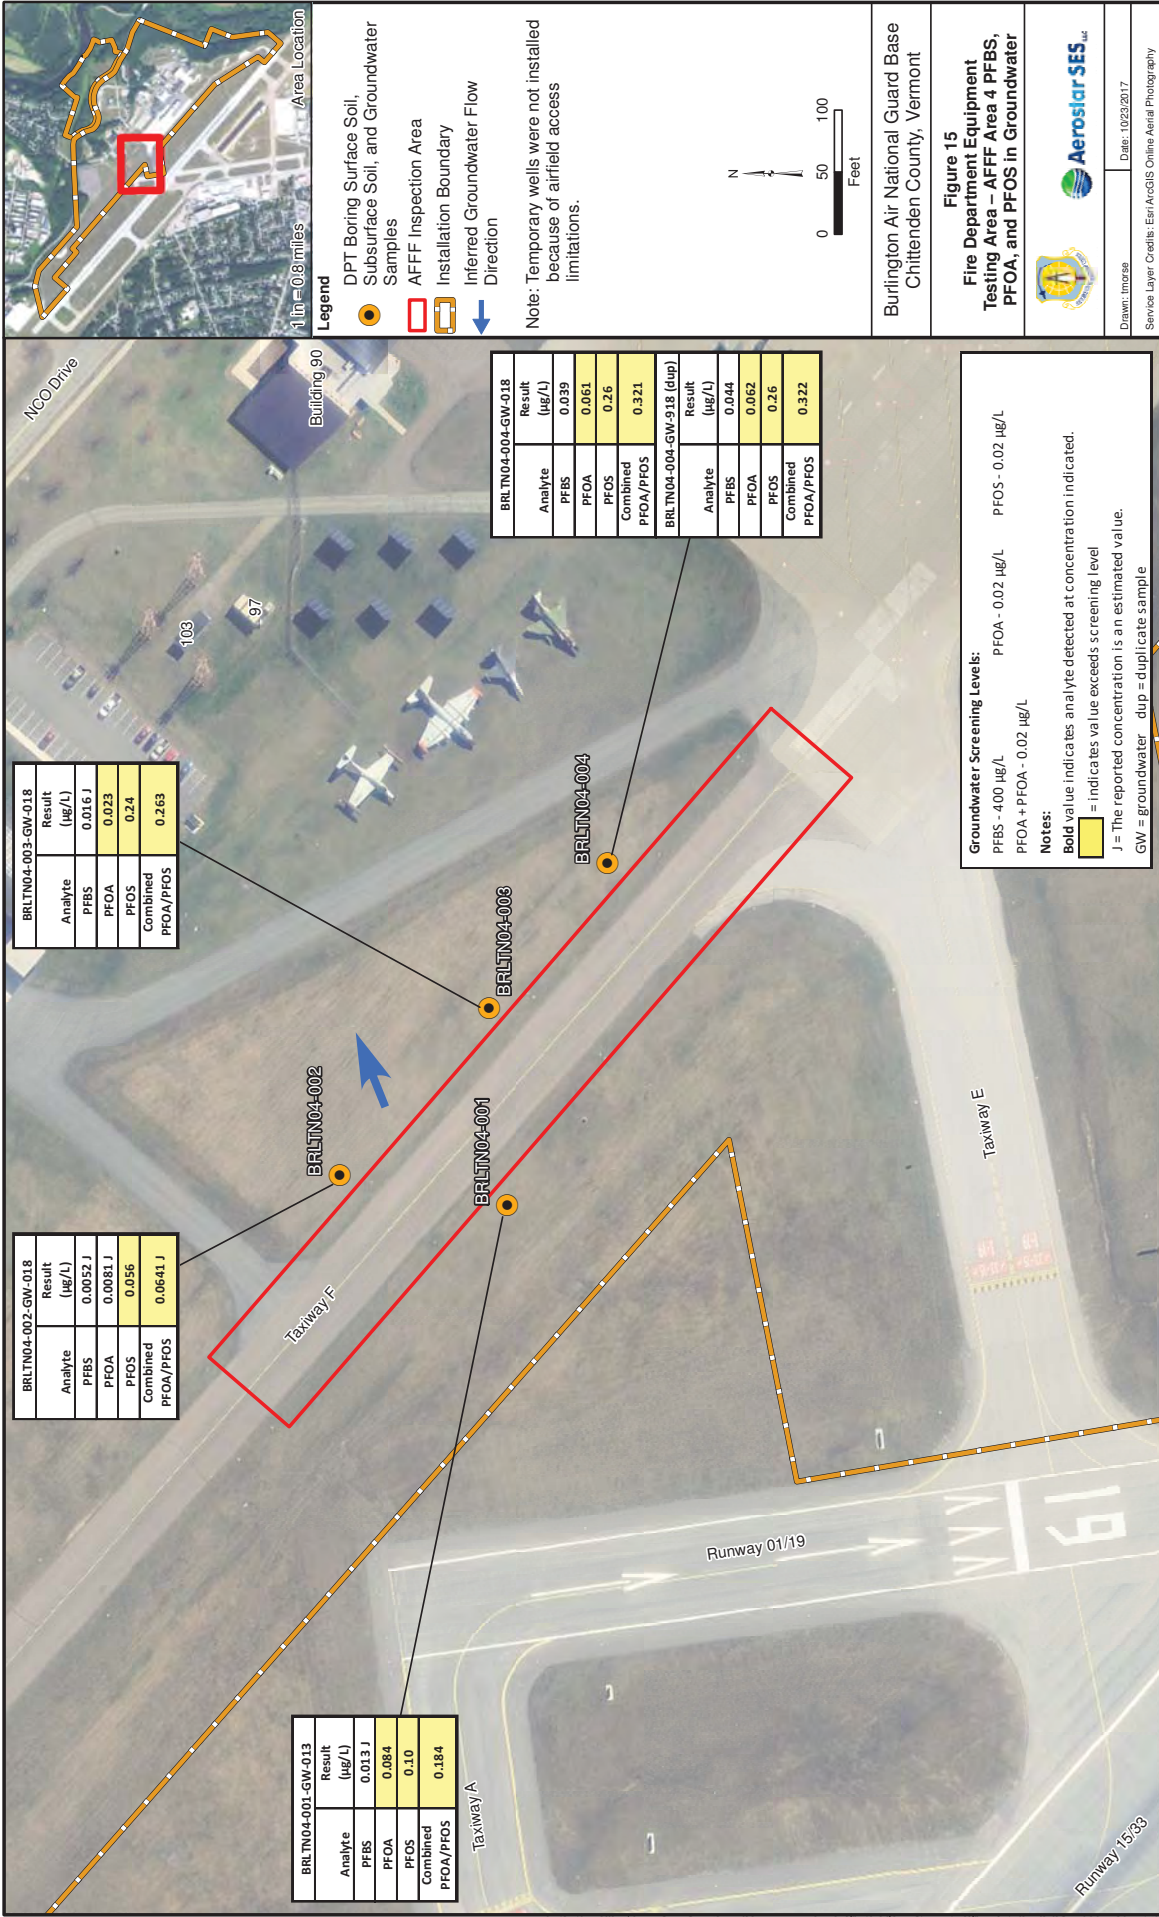 NCO Drive
Building 90
103
97
BRLTN04-002-GW-018
Analyte Result (µg/L)
PFBS 0.0052 J
PFOA 0.0081 J
PFOS 0.056
Combined PFOA/PFOS 0.0641 J
BRLTN04-003-GW-018
Analyte Result (µg/L)
PFBS 0.016 J
PFOA 0.023
PFOS 0.24
Combined PFOA/PFOS 0.263
BRLTN04-001-GW-013
Analyte Result (µg/L)
PFBS 0.013 J
PFOA 0.084
PFOS 0.10
Combined PFOA/PFOS 0.184
BRLTN04-004-GW-018
Analyte Result (µg/L)
PFBS 0.039
PFOA 0.061
PFOS 0.26
Combined PFOA/PFOS 0.321
BRLTN04-004-GW-918 (dup)
Analyte Result (µg/L)
PFBS 0.044
PFOA 0.062
PFOS 0.26
Combined PFOA/PFOS 0.322
BRLTN04-002
BRLTN04-003
BRLTN04-001
BRLTN04-004
Taxiway F
Taxiway A
Taxiway E
Runway 01/19
19
Runway 15/33
Groundwater Screening Levels:
PFBS - 400 µg/L PFOA - 0.02 µg/L PFOS - 0.02 µg/L
PFOA + PFOA - 0.02 µg/L
Notes:
Bold value indicates analyte detected at concentration indicated.
= indicates value exceeds screening level
J = The reported concentration is an estimated value.
GW = groundwater dup = duplicate sample
1 in = 0.8 miles Area Location
Legend
DPT Boring Surface Soil,
Subsurface Soil, and Groundwater
Samples
AFFF Inspection Area
Installation Boundary
Inferred Groundwater Flow
Direction
Note: Temporary wells were not installed
because of airfield access
limitations.
N
0 50 100
Feet
Burlington Air National Guard Base
Chittenden County, Vermont
Figure 15
Fire Department Equipment
Testing Area – AFFF Area 4 PFBS,
PFOA, and PFOS in Groundwater
Aerostar SES LLC
Drawn: tmorse Date: 10/23/2017
Service Layer Credits: Esri ArcGIS Online Aerial Photography